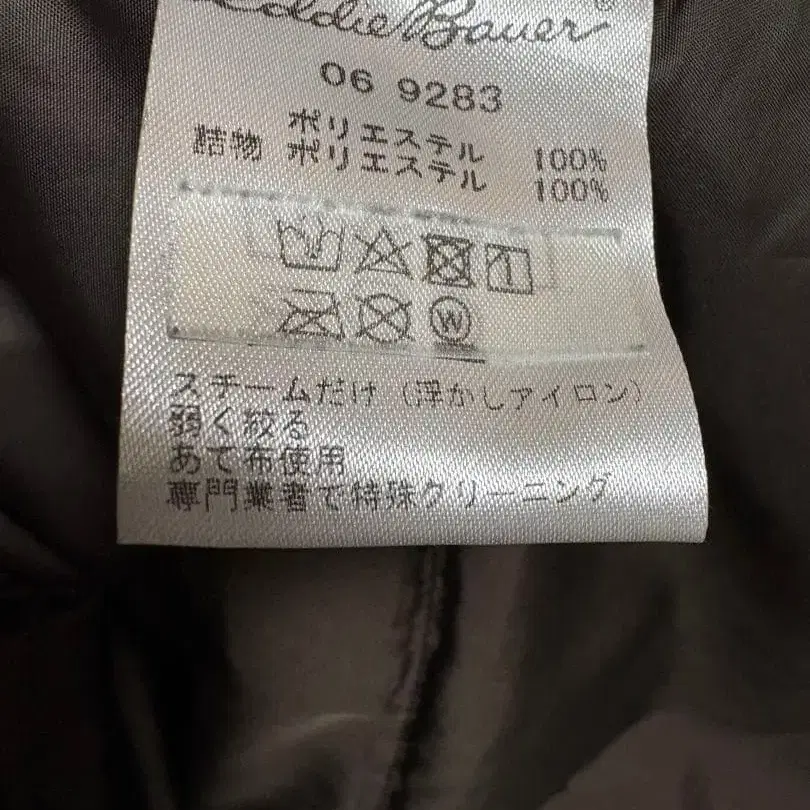 Eddie Bauer®
06 9283
ポリエステル 100%
詰物 ポリエステル 100%
W
スチームだけ（浮かしアイロン）
弱く絞る
あて布使用
専門業者で特殊クリーニング